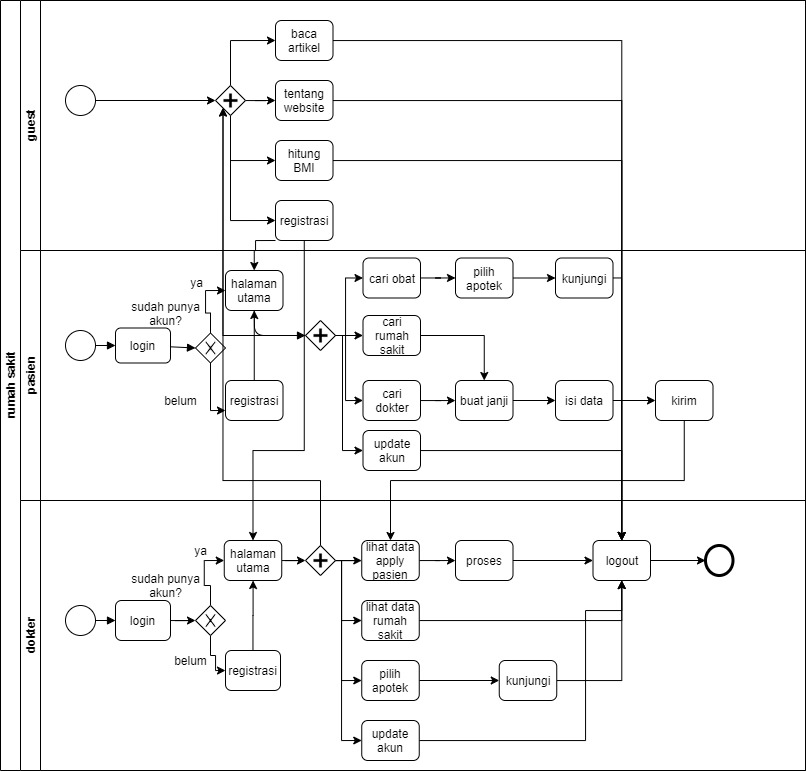 rumah sakit
guest
baca
artikel
tentang
website
hitung
BMI
registrasi
pasien
login
sudah punya
akun?
ya
belum
halaman
utama
registrasi
cari obat
pilih
apotek
kunjungi
cari
rumah
sakit
cari
dokter
buat janji
isi data
kirim
update
akun
dokter
login
sudah punya
akun?
ya
belum
halaman
utama
registrasi
lihat data
apply
pasien
proses
logout
lihat data
rumah
sakit
pilih
apotek
kunjungi
update
akun